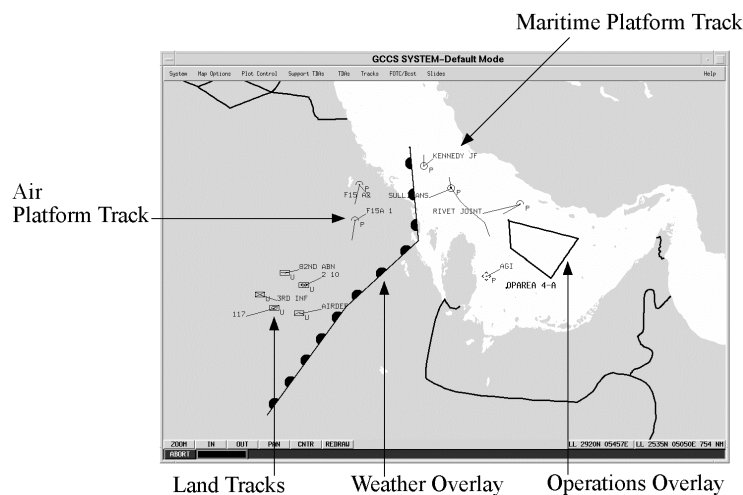 Maritime Platform Track
GCCS SYSTEM-Default Mode
System Map Options Plot Control Support TDAs TDAs Tracks FOTC/Bcst Slides Help
KENNEDY JF
P
P
F15 A&
SULLIVANS
P
RIVET JOINT
P
Air
Platform Track
F15A 1
P
82ND ABN
U
2 10
U
AGI
P
OPAREA 4-A
3RD INF
U
117
U
AIRDEF
U
ZOOM IN OUT PAN CNTR REDRAW
LL 2920N 05457E LL 2535N 05050E 754 NM
ABORT
Land Tracks
Weather Overlay
Operations Overlay